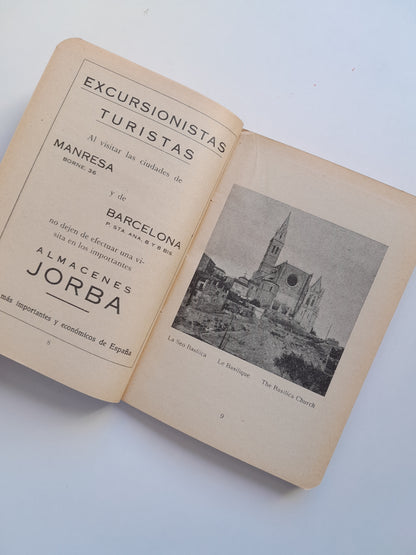 EXCURSIONISTAS
TURISTAS
Al visitar las ciudades de
MANRESA
BORNE, 36
y de
BARCELONA
P. STA. ANA, 6 Y 8 BIS
no dejen de efectuar una vi-
sita en los importantes
ALMACENES
JORBA
más importantes y económicos de España
8
La Seo Basílica
Le Basilique
The Basilica Church
9